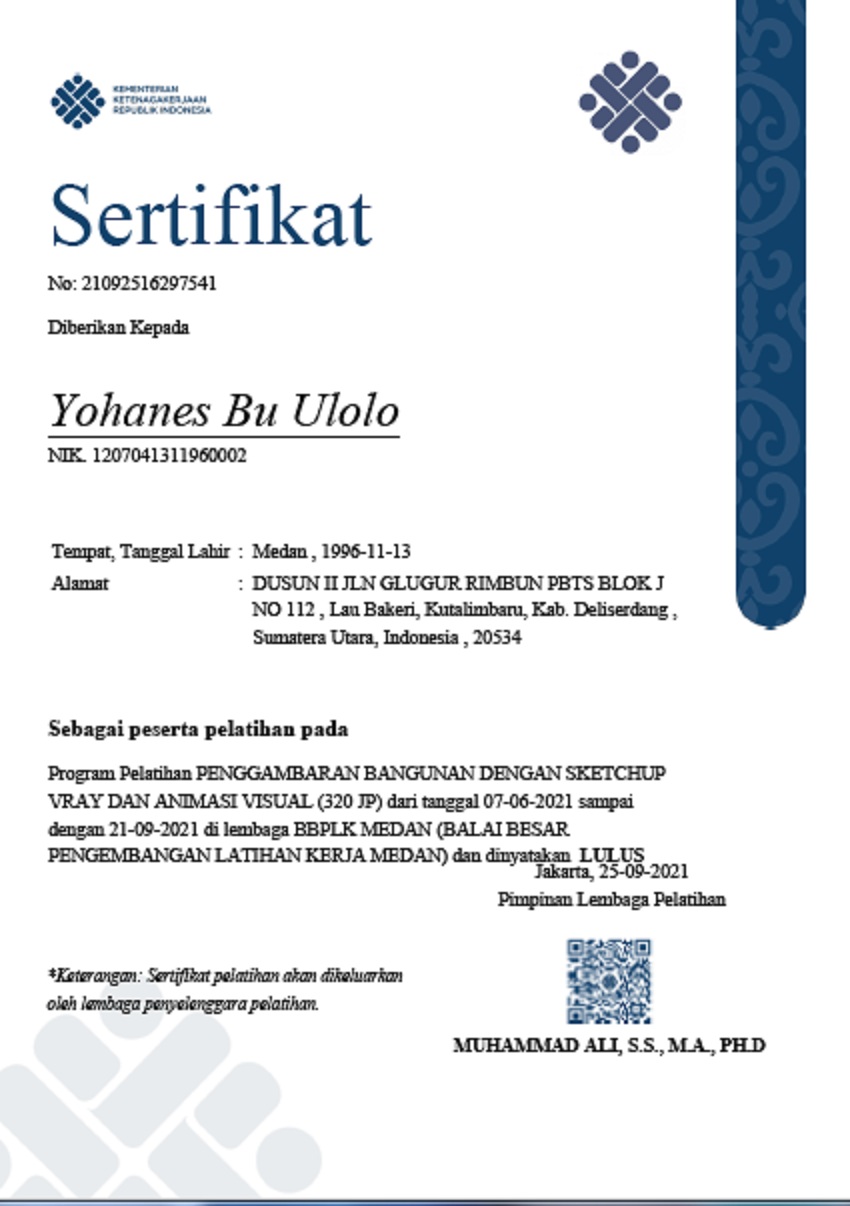 KEMENTERIAN
KETENAGAKERJAAN
REPUBLIK INDONESIA
Sertifikat
No: 21092516297541
Diberikan Kepada
Yohanes Bu Ulolo
NIK. 1207041311960002
Tempat, Tanggal Lahir : Medan , 1996-11-13
Alamat : DUSUN II JLN GLUGUR RIMBUN PBTS BLOK J
NO 112 , Lau Bakeri, Kutalimbaru, Kab. Deliserdang ,
Sumatera Utara, Indonesia , 20534
Sebagai peserta pelatihan pada
Program Pelatihan PENGGAMBARAN BANGUNAN DENGAN SKETCHUP
VRAY DAN ANIMASI VISUAL (320 JP) dari tanggal 07-06-2021 sampai
dengan 21-09-2021 di lembaga BBPLK MEDAN (BALAI BESAR
PENGEMBANGAN LATIHAN KERJA MEDAN) dan dinyatakan LULUS
Jakarta, 25-09-2021
Pimpinan Lembaga Pelatihan
*Keterangan: Sertifikat pelatihan akan dikeluarkan
oleh lembaga penyelenggara pelatihan.
MUHAMMAD ALI, S.S., M.A., PH.D